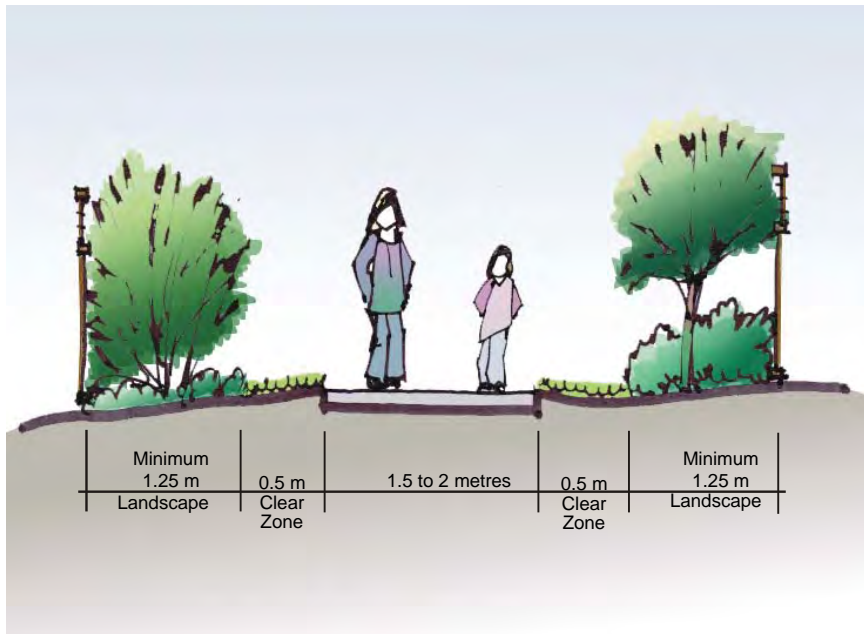 Minimum
1.25 m
Landscape
0.5 m
Clear
Zone
1.5 to 2 metres
0.5 m
Clear
Zone
Minimum
1.25 m
Landscape